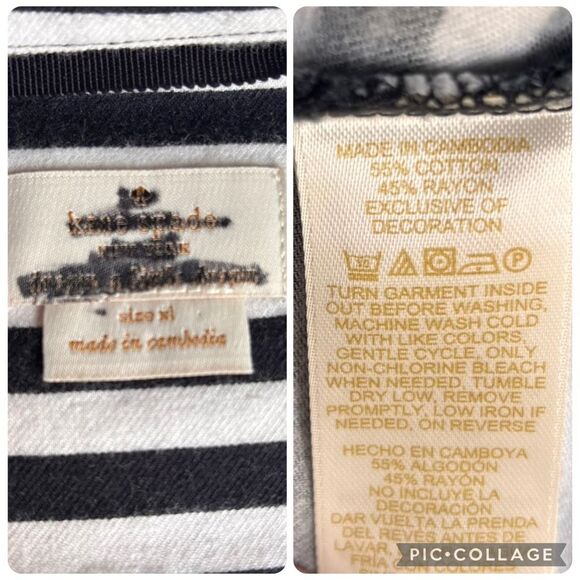 kate spade
size xl
made in cambodia
MADE IN CAMBODIA
55% COTTON
45% RAYON
EXCLUSIVE OF
DECORATION
30
P
TURN GARMENT INSIDE
OUT BEFORE WASHING,
MACHINE WASH COLD
WITH LIKE COLORS,
GENTLE CYCLE, ONLY
NON-CHLORINE BLEACH
WHEN NEEDED, TUMBLE
DRY LOW, REMOVE
PROMPTLY, LOW IRON IF
NEEDED, ON REVERSE
HECHO EN CAMBOYA
55% ALGODÓN
45% RAYON
NO INCLUYE LA
DECORACIÓN
DAR VUELTA LA PRENDA
DEL REVÉS ANTES DE
LAVAR
PIC•COLLAGE